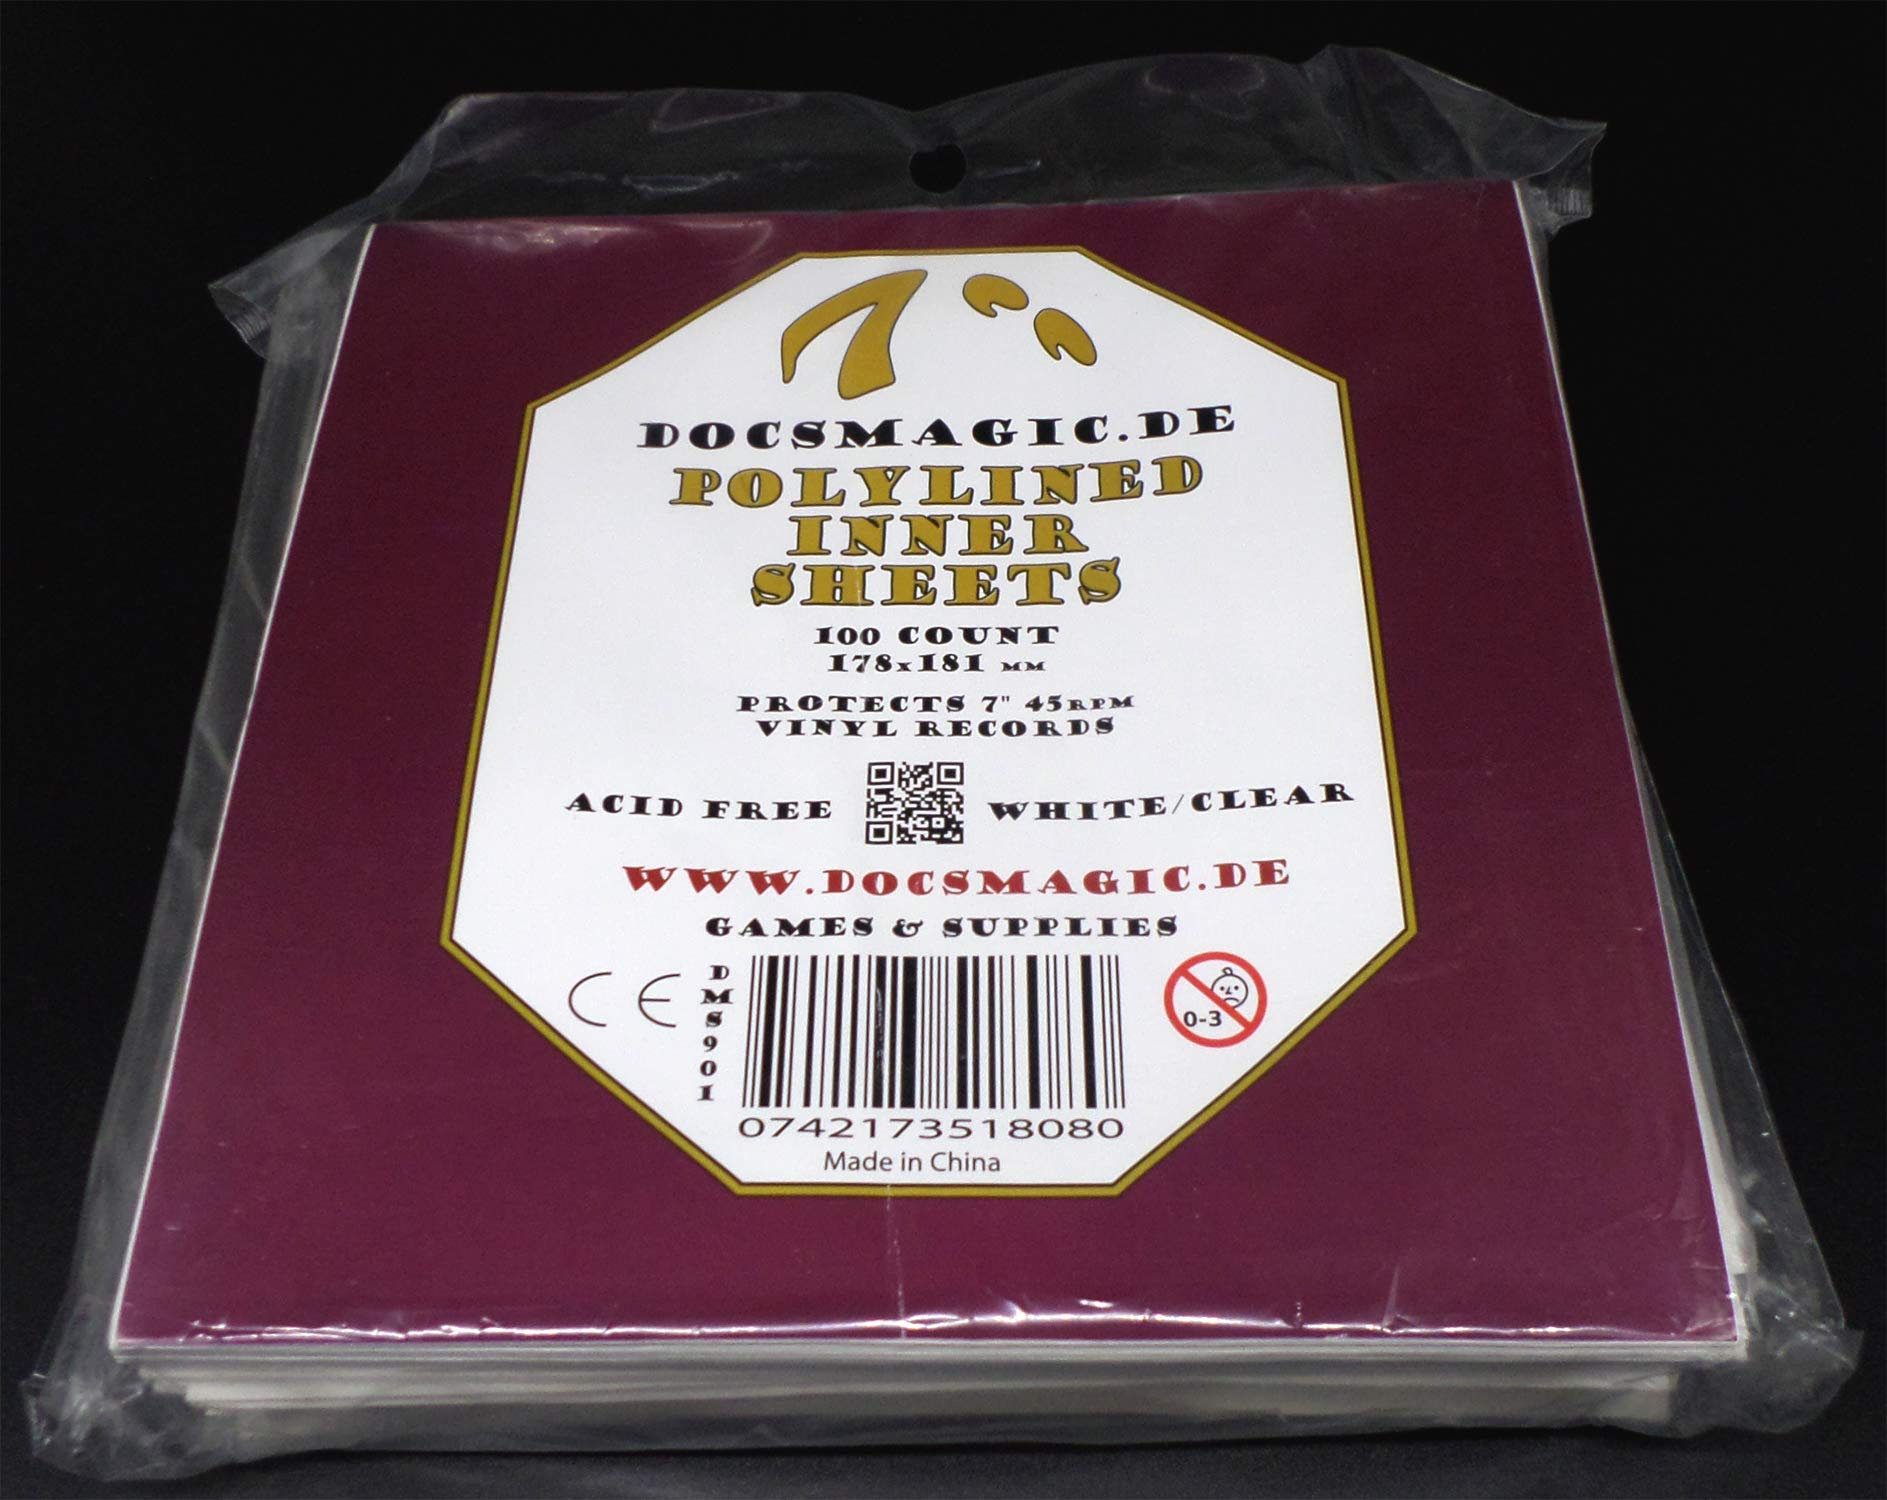 7"
DOCSMAGIC.DE
POLYLINED
INNER
SHEETS
100 COUNT
178x181 MM
PROTECTS 7" 45RPM
VINYL RECORDS
ACID FREE WHITE/CLEAR
WWW.DOCSMAGIC.DE
GAMES & SUPPLIES
CE
DMS901
0-3
0742173518080
Made in China